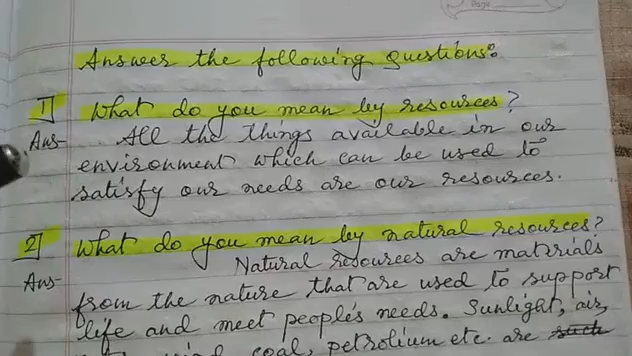 Page
Answer the following questions:
1] What do you mean by resources?
Ans- All the things available in our
environment which can be used to
satisfy our needs are our resources.
2] What do you mean by natural resources?
Ans- Natural resources are materials
from the nature that are used to support
life and meet people's needs. Sunlight, air,
coal, petrolium etc. are such